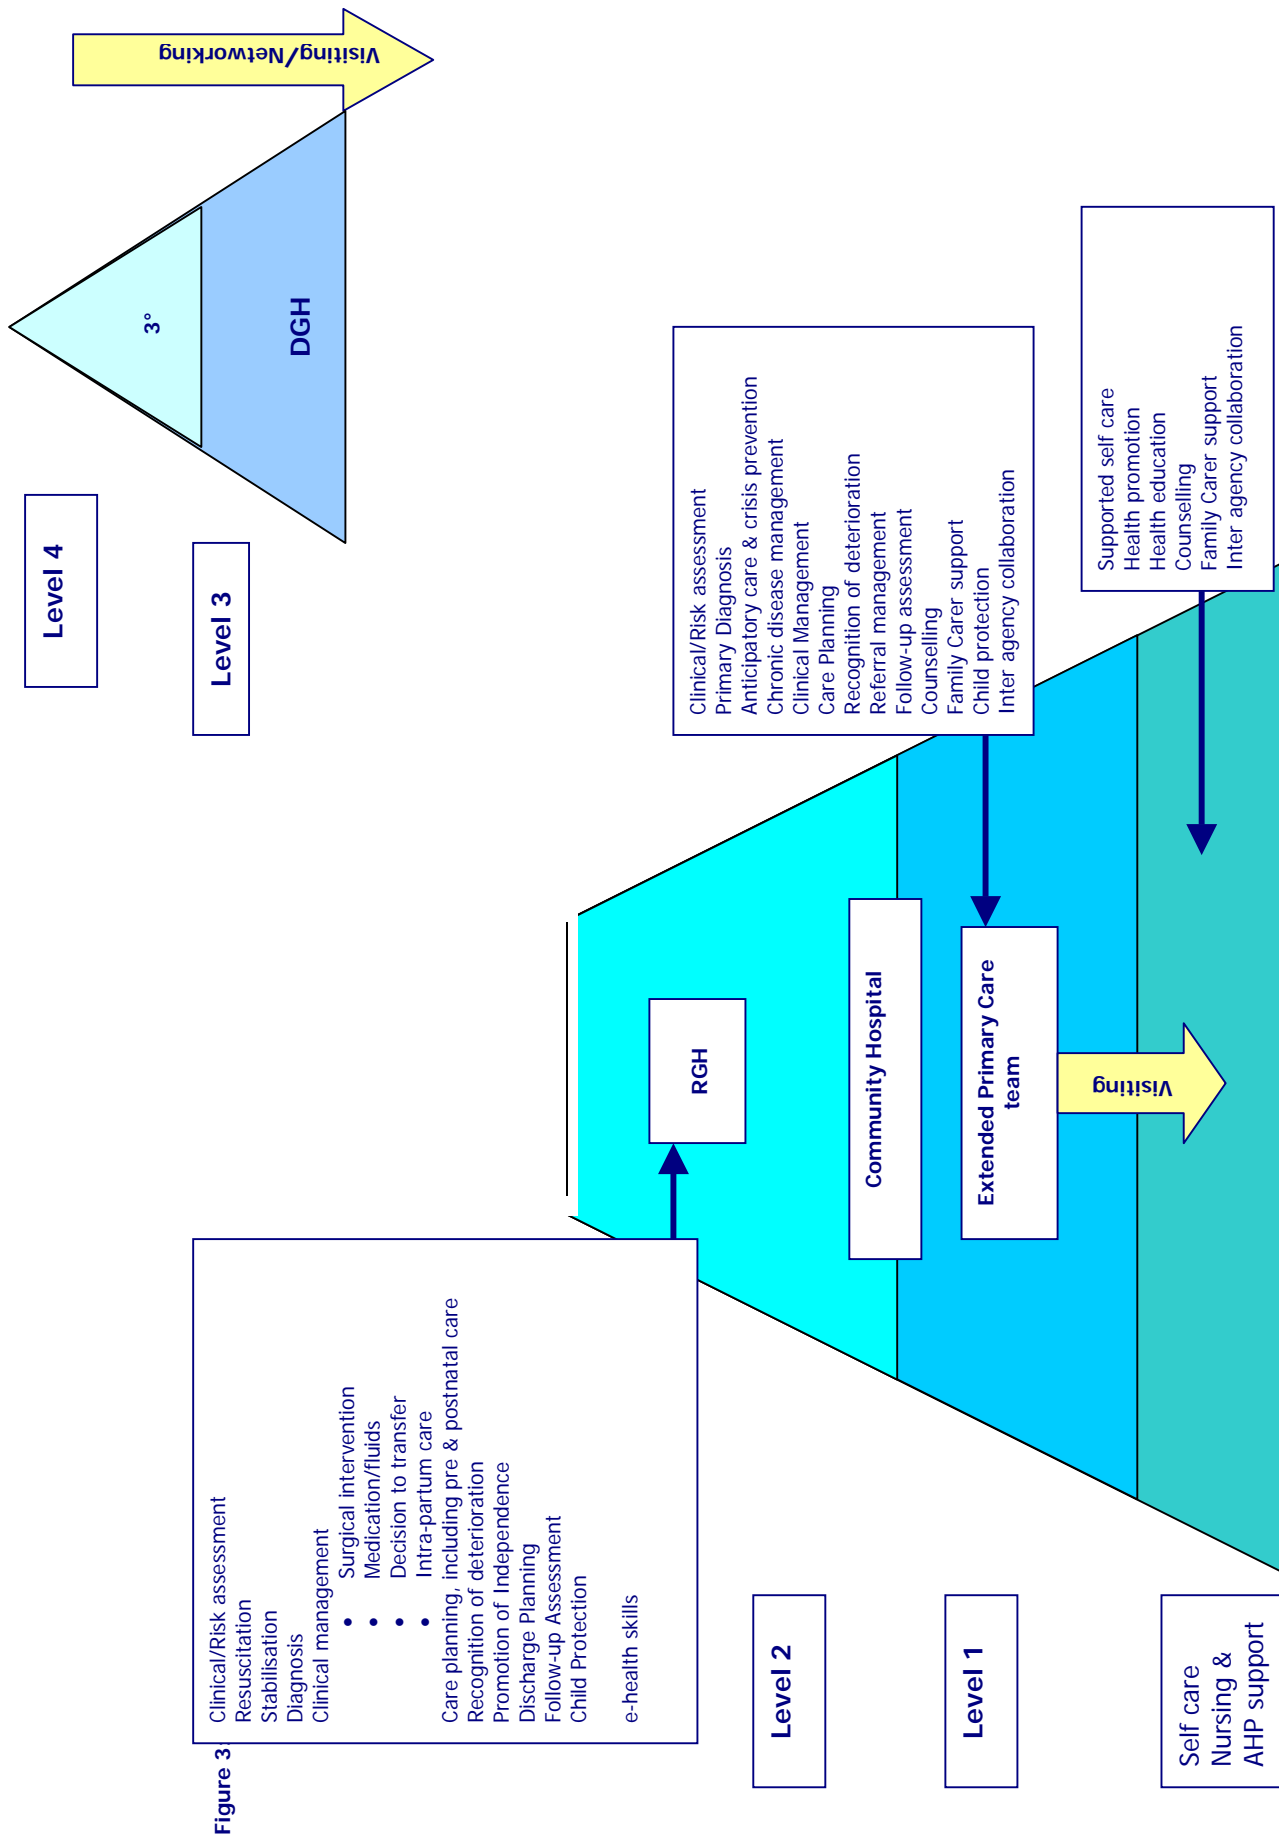 Figure 3:
Level 4
Level 3
3°
DGH
Visiting/Networking
Clinical/Risk assessment
Resuscitation
Stabilisation
Diagnosis
Clinical management
• Surgical intervention
• Medication/fluids
• Decision to transfer
• Intra-partum care
Care planning, including pre & postnatal care
Recognition of deterioration
Promotion of Independence
Discharge Planning
Follow-up Assessment
Child Protection
e-health skills
RGH
Level 2
Community Hospital
Clinical/Risk assessment
Primary Diagnosis
Anticipatory care & crisis prevention
Chronic disease management
Clinical Management
Care Planning
Recognition of deterioration
Referral management
Follow-up assessment
Counselling
Family Carer support
Child protection
Inter agency collaboration
Level 1
Extended Primary Care
team
Visiting
Self care
Nursing &
AHP support
Supported self care
Health promotion
Health education
Counselling
Family Carer support
Inter agency collaboration